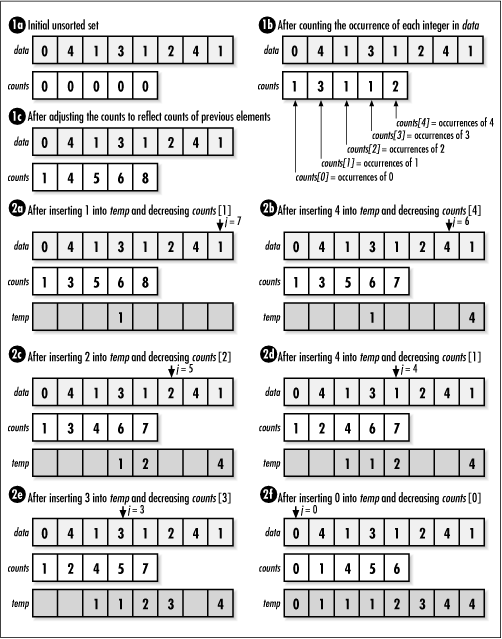 1a Initial unsorted set
data 0 4 1 3 1 2 4 1
counts 0 0 0 0 0
1b After counting the occurrence of each integer in data
data 0 4 1 3 1 2 4 1
counts 1 3 1 1 2
counts[4] = occurrences of 4
counts[3] = occurrences of 3
counts[2] = occurrences of 2
counts[1] = occurrences of 1
counts[0] = occurrences of 0
1c After adjusting the counts to reflect counts of previous elements
data 0 4 1 3 1 2 4 1
counts 1 4 5 6 8
2a After inserting 1 into temp and decreasing counts [1]
j = 7
data 0 4 1 3 1 2 4 1
counts 1 3 5 6 8
temp 1
2b After inserting 4 into temp and decreasing counts [4]
j = 6
data 0 4 1 3 1 2 4 1
counts 1 3 5 6 7
temp 1 4
2c After inserting 2 into temp and decreasing counts [2]
j = 5
data 0 4 1 3 1 2 4 1
counts 1 3 4 6 7
temp 1 2 4
2d After inserting 4 into temp and decreasing counts [1]
j = 4
data 0 4 1 3 1 2 4 1
counts 1 2 4 6 7
temp 1 1 2 4
2e After inserting 3 into temp and decreasing counts [3]
j = 3
data 0 4 1 3 1 2 4 1
counts 1 2 4 5 7
temp 1 1 2 3 4
2f After inserting 0 into temp and decreasing counts [0]
j = 0
data 0 4 1 3 1 2 4 1
counts 0 1 4 5 6
temp 0 1 1 1 2 3 4 4